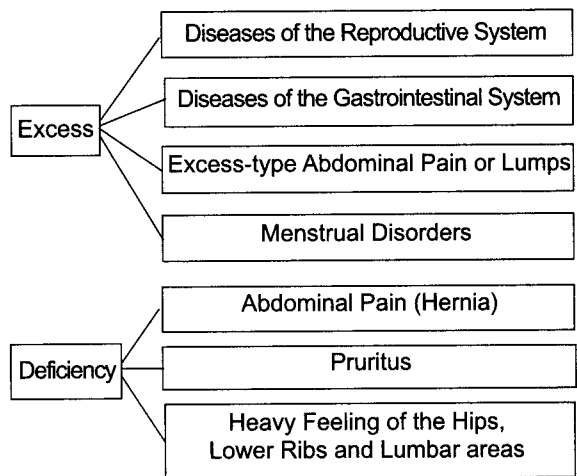 Excess
Diseases of the Reproductive System
Diseases of the Gastrointestinal System
Excess-type Abdominal Pain or Lumps
Menstrual Disorders
Deficiency
Abdominal Pain (Hernia)
Pruritus
Heavy Feeling of the Hips,
Lower Ribs and Lumbar areas